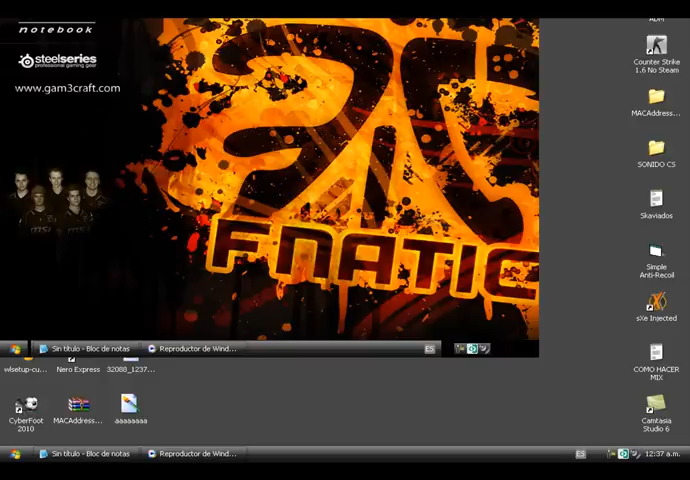 notebook
steelseries
professional gaming gear
www.gam3craft.com
FNATIC
ADM
Counter Strike
1.6 No Steam
MACAddress...
SONIDO CS
Skaviados
Simple
Anti-Recoil
sXe Injected
COMO HACER
MIX
Camtasia
Studio 6
Sin título - Bloc de notas
Reproductor de Wind...
ES
wlsetup-cu...
Nero Express
32088_1237...
CyberFoot
2010
MACAddress...
aaaaaaa
Sin título - Bloc de notas
Reproductor de Wind...
ES
12:37 a.m.